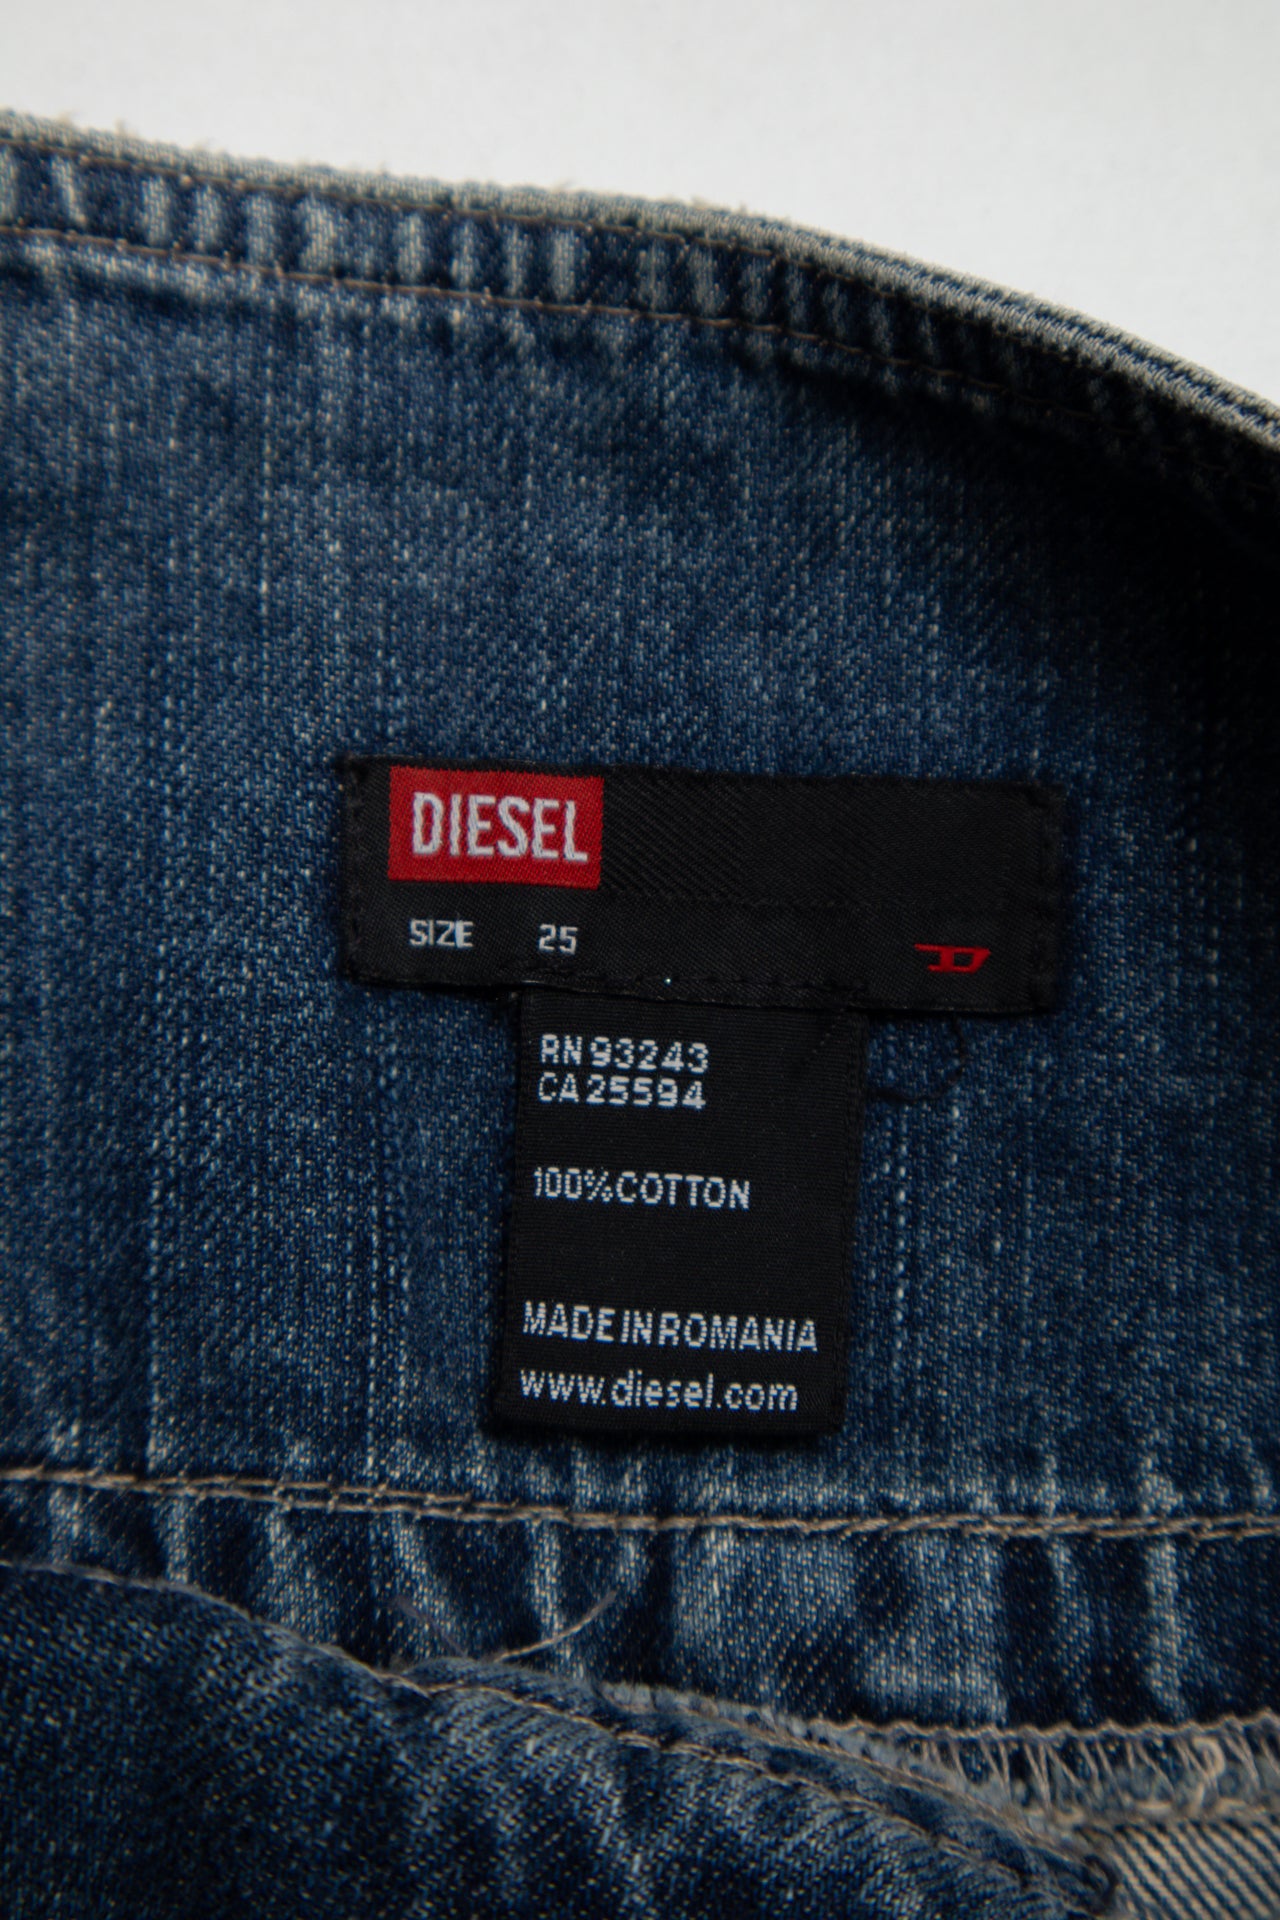 DIESEL
SIZE 25
RN 93243
CA 25594
100% COTTON
MADE IN ROMANIA
www.diesel.com